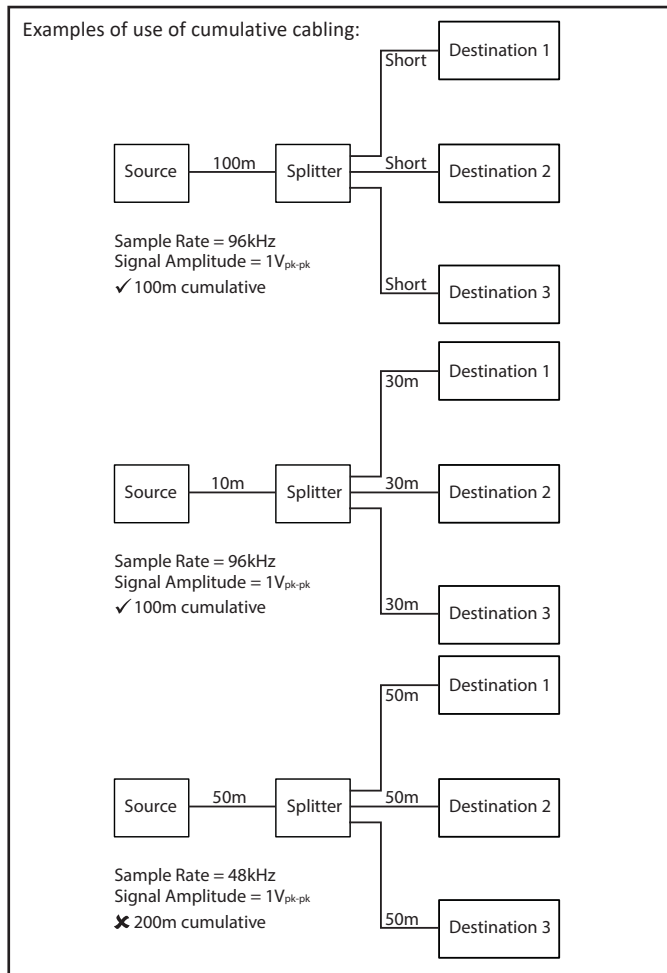 Examples of use of cumulative cabling:
Destination 1
Short
100m
Short
Source
Splitter
Destination 2
Sample Rate = 96kHz
Signal Amplitude = 1Vpk-pk
✓ 100m cumulative
Short
Destination 3
Destination 1
30m
10m
30m
Source
Splitter
Destination 2
Sample Rate = 96kHz
Signal Amplitude = 1Vpk-pk
✓ 100m cumulative
30m
Destination 3
Destination 1
50m
50m
50m
Source
Splitter
Destination 2
Sample Rate = 48kHz
Signal Amplitude = 1Vpk-pk
✘ 200m cumulative
50m
Destination 3